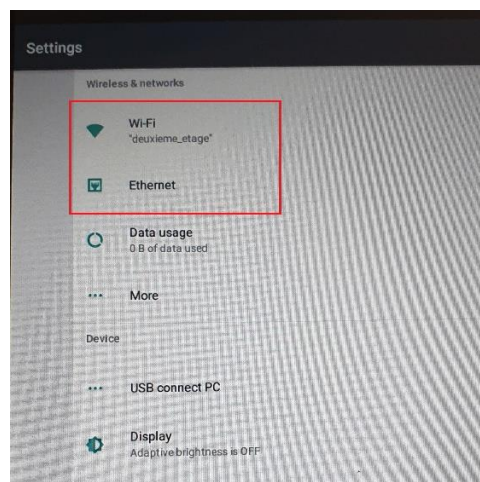 Settings
Wireless & networks
Wi-Fi
"deuxieme_etage"
Ethernet
Data usage
0 B of data used
More
Device
USB connect PC
Display
Adaptive brightness is OFF